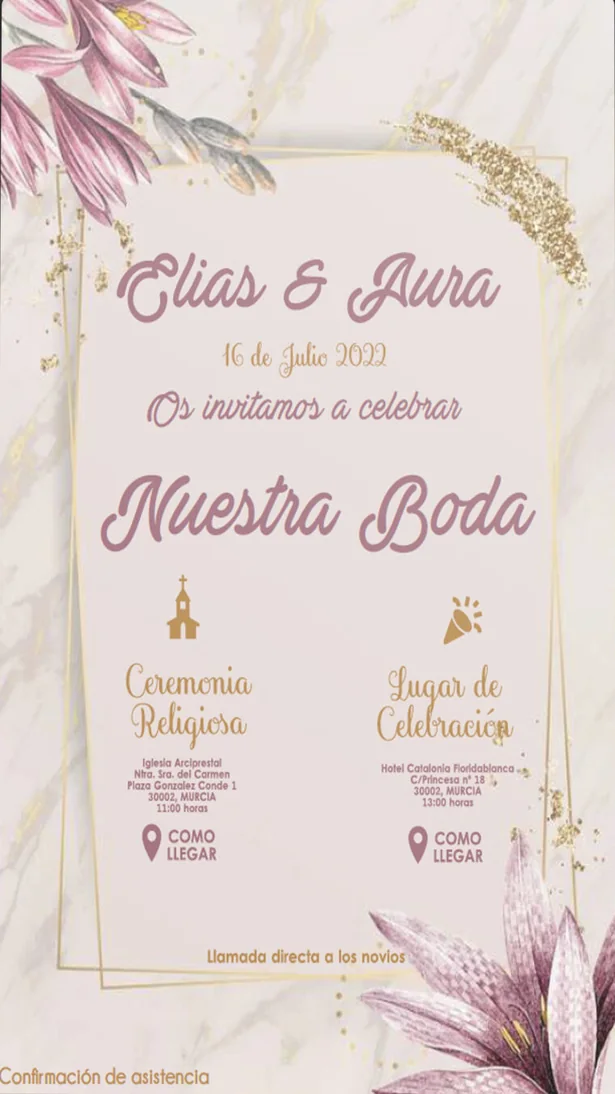 Elias & Aura
16 de Julio 2022
Os invitamos a celebrar
Nuestra Boda
Ceremonia
Religiosa
Iglesia Arciprestal
Ntra. Sra. del Carmen
Plaza Gonzalez Conde 1
30002, MURCIA
11:00 horas
COMO
LLEGAR
Lugar de
Celebración
Hotel Catalonia Floridablanca
C/Princesa nº 18
30002, MURCIA
13:00 horas
COMO
LLEGAR
Llamada directa a los novios
Confirmación de asistencia